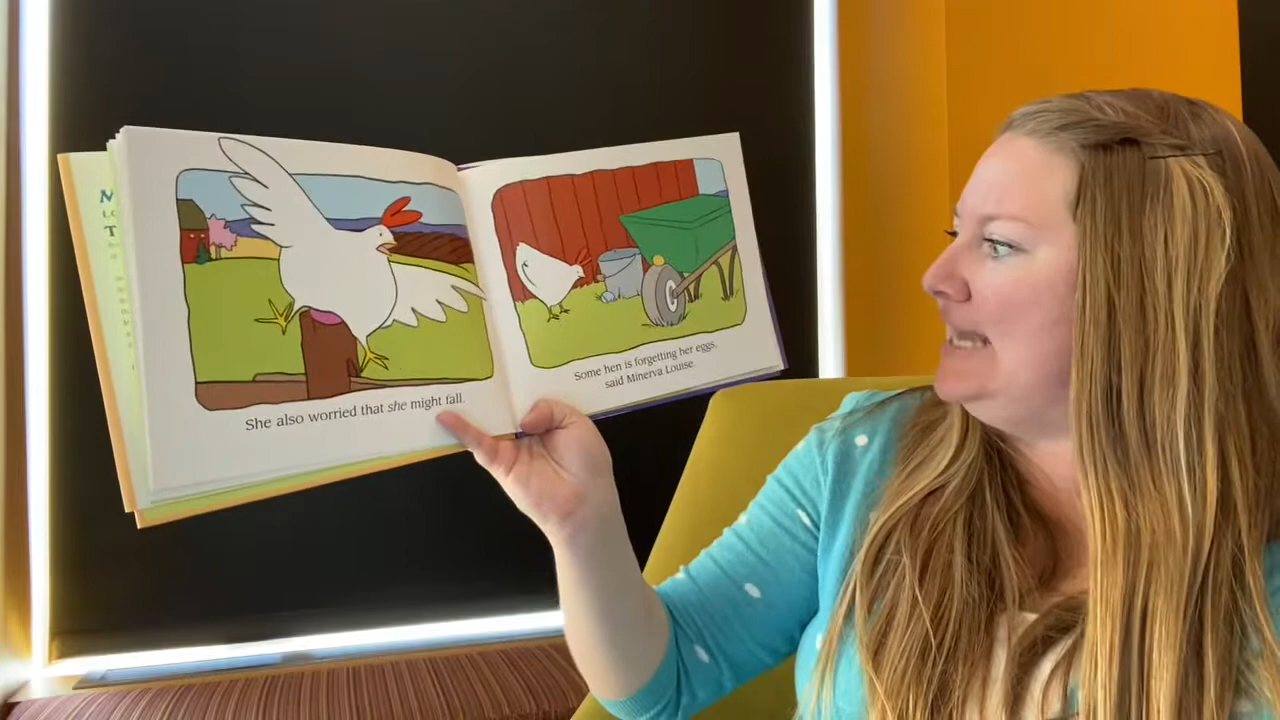 She also worried that she might fall.
Some hen is forgetting her eggs,
said Minerva Louise.